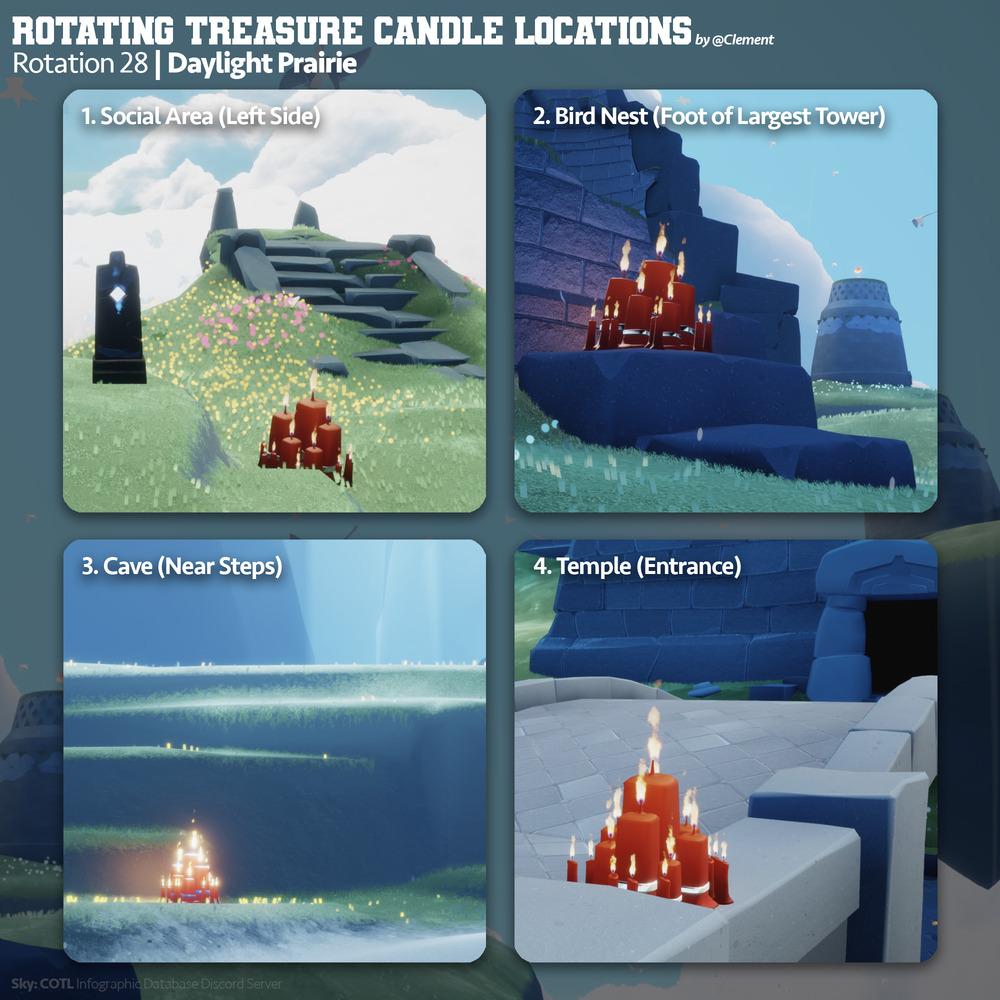 ROTATING TREASURE CANDLE LOCATIONS by @Clement
Rotation 28 | Daylight Prairie
1. Social Area (Left Side)
2. Bird Nest (Foot of Largest Tower)
3. Cave (Near Steps)
4. Temple (Entrance)
Sky: COTL Infographic Database Discord Server